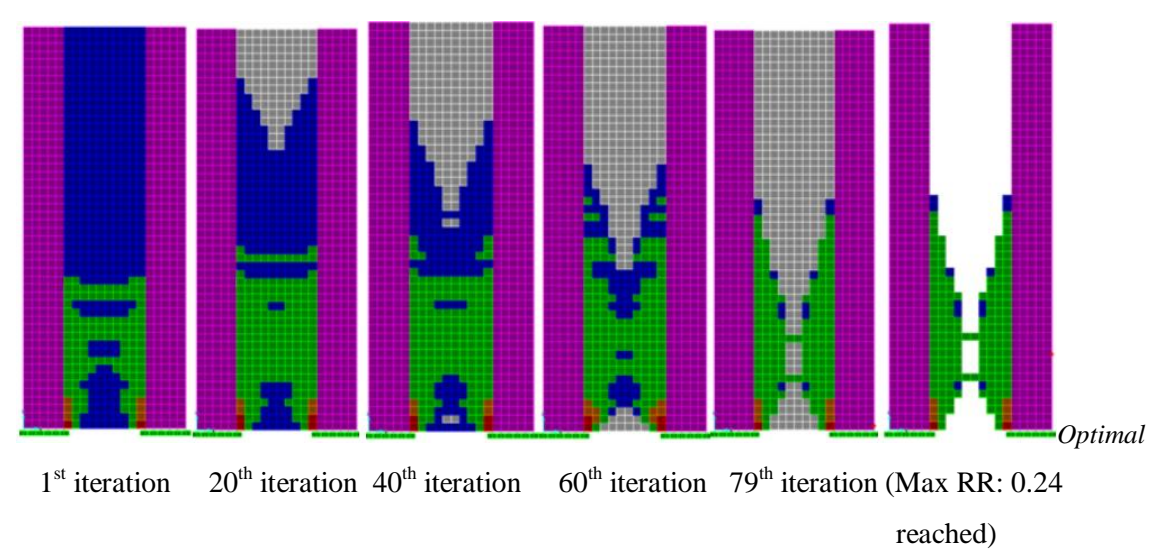 Optimal
1st iteration 20th iteration 40th iteration 60th iteration 79th iteration (Max RR: 0.24
reached)